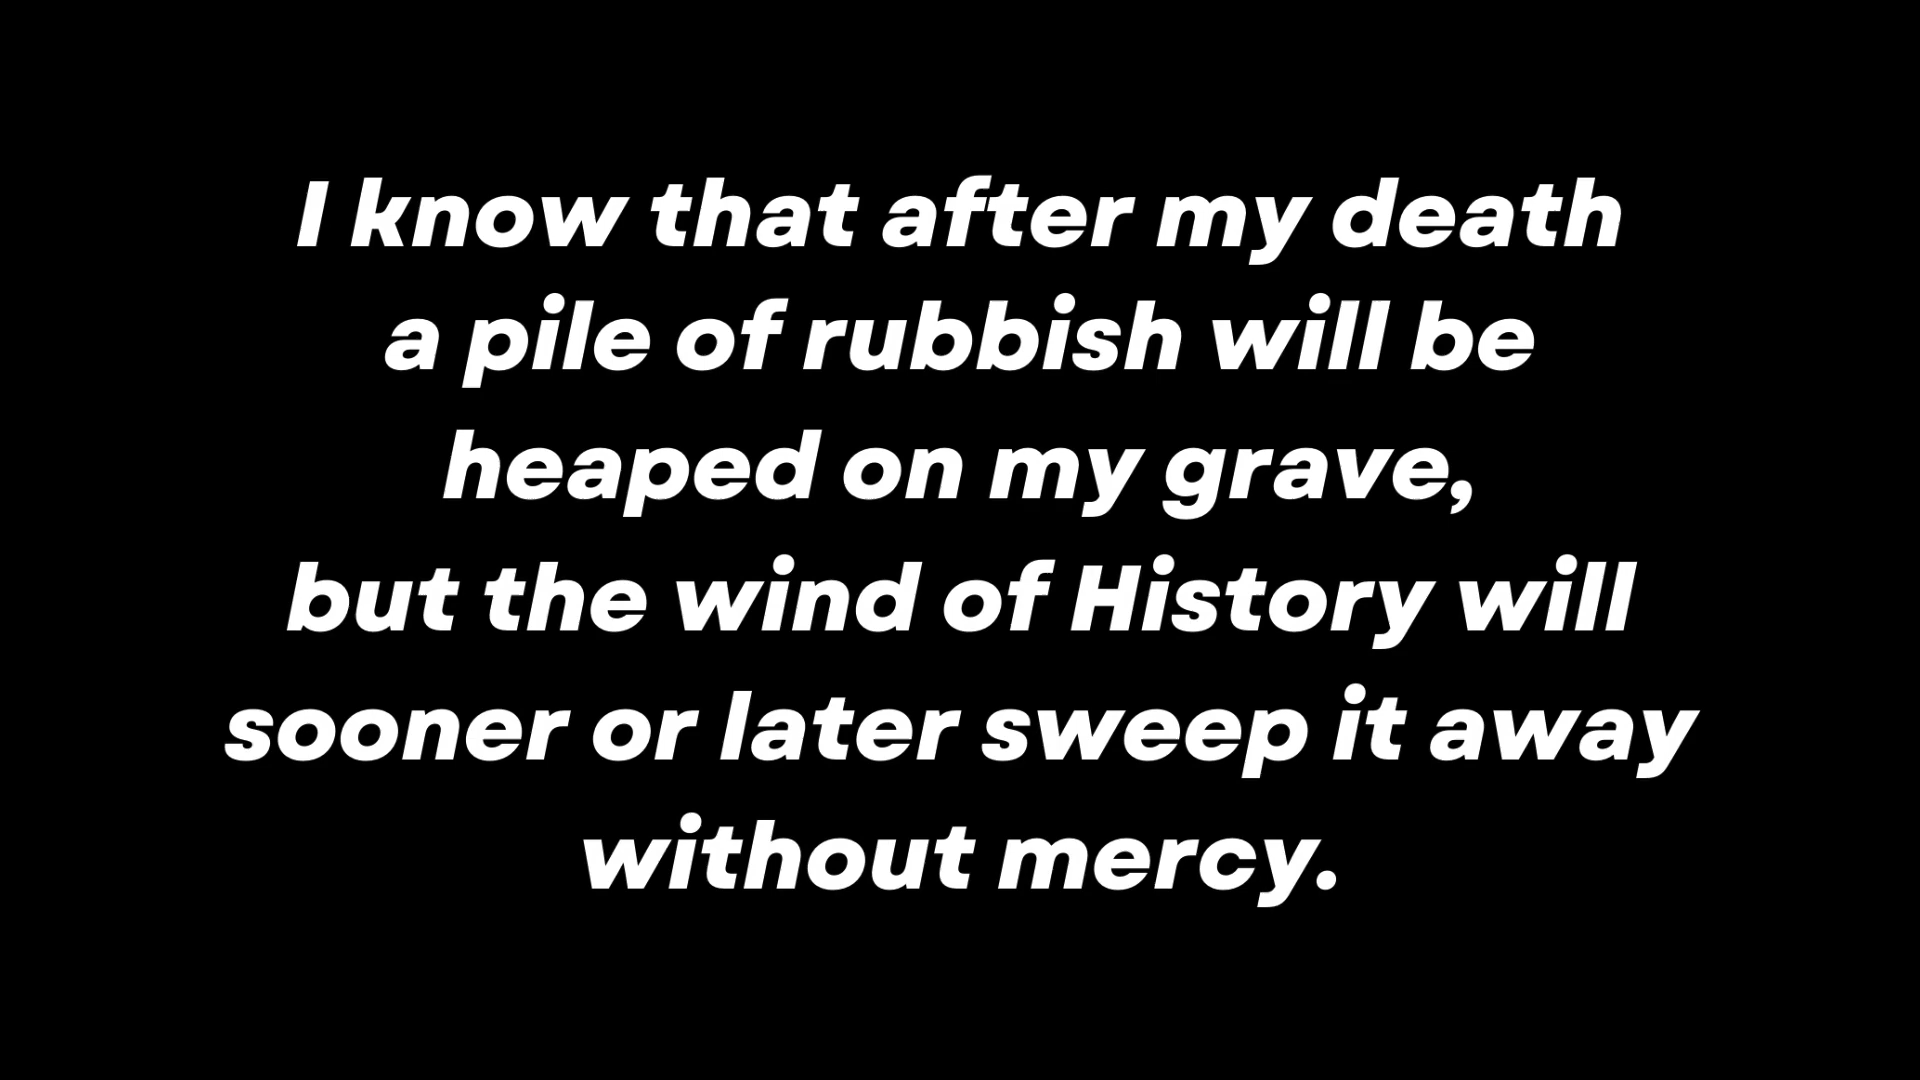 I know that after my death
a pile of rubbish will be
heaped on my grave,
but the wind of History will
sooner or later sweep it away
without mercy.